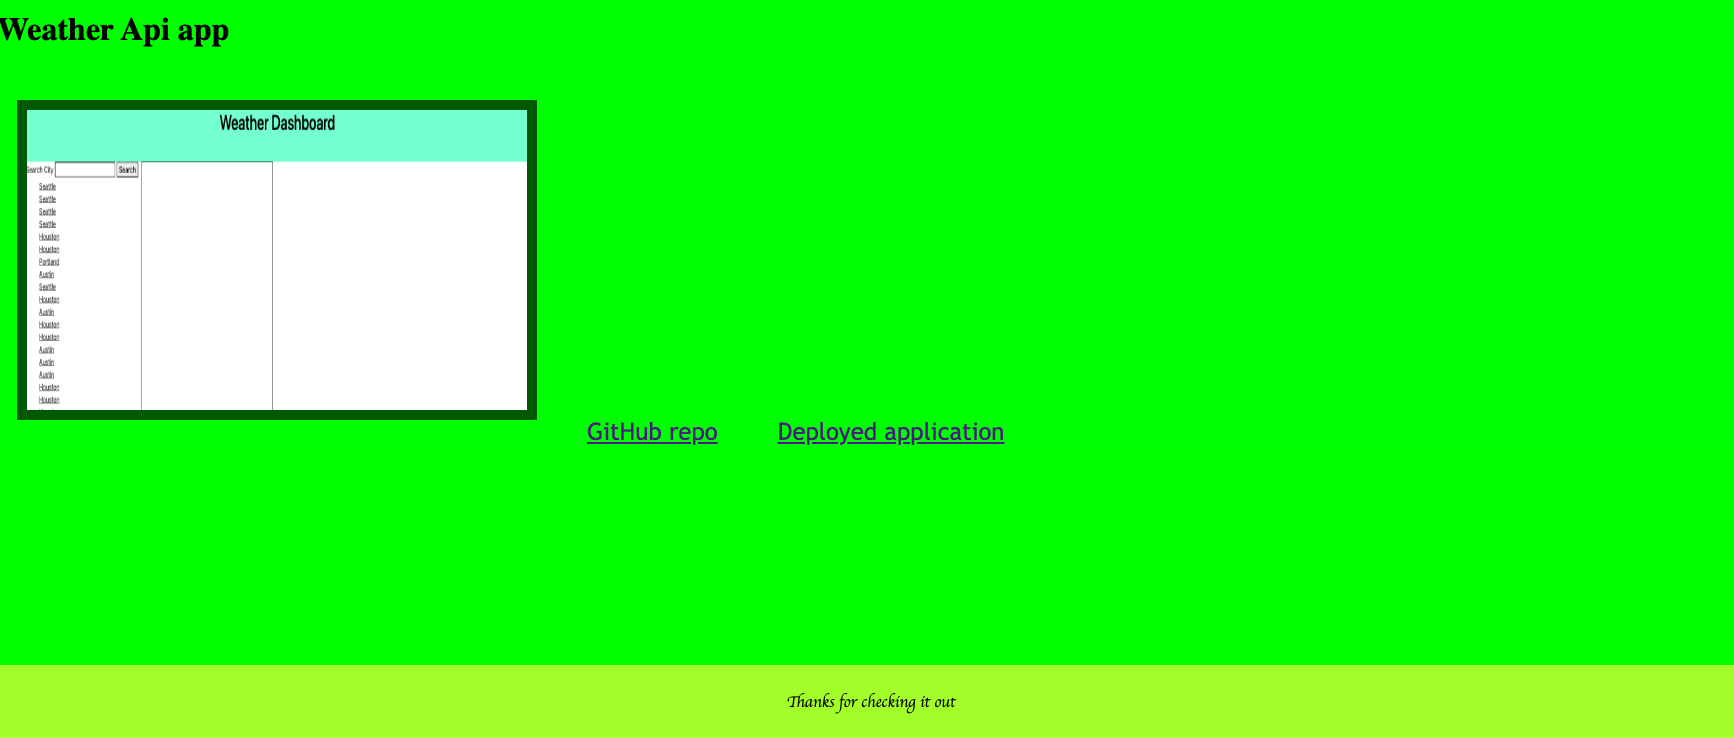 Weather Api app
Weather Dashboard
Search City Search
Seattle
Seattle
Seattle
Seattle
Houston
Houston
Portland
Austin
Seattle
Houston
Austin
Houston
Houston
Austin
Austin
Austin
Houston
Houston
GitHub repo Deployed application
Thanks for checking it out